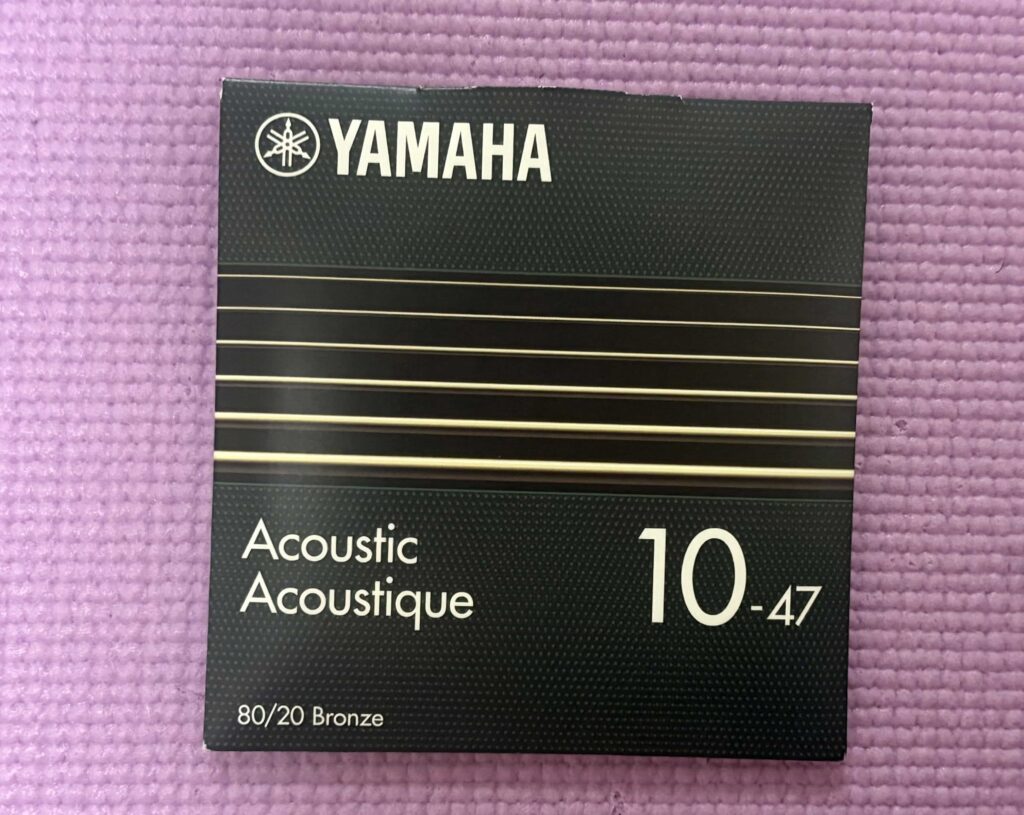 YAMAHA
Acoustic
Acoustique
10-47
80/20 Bronze